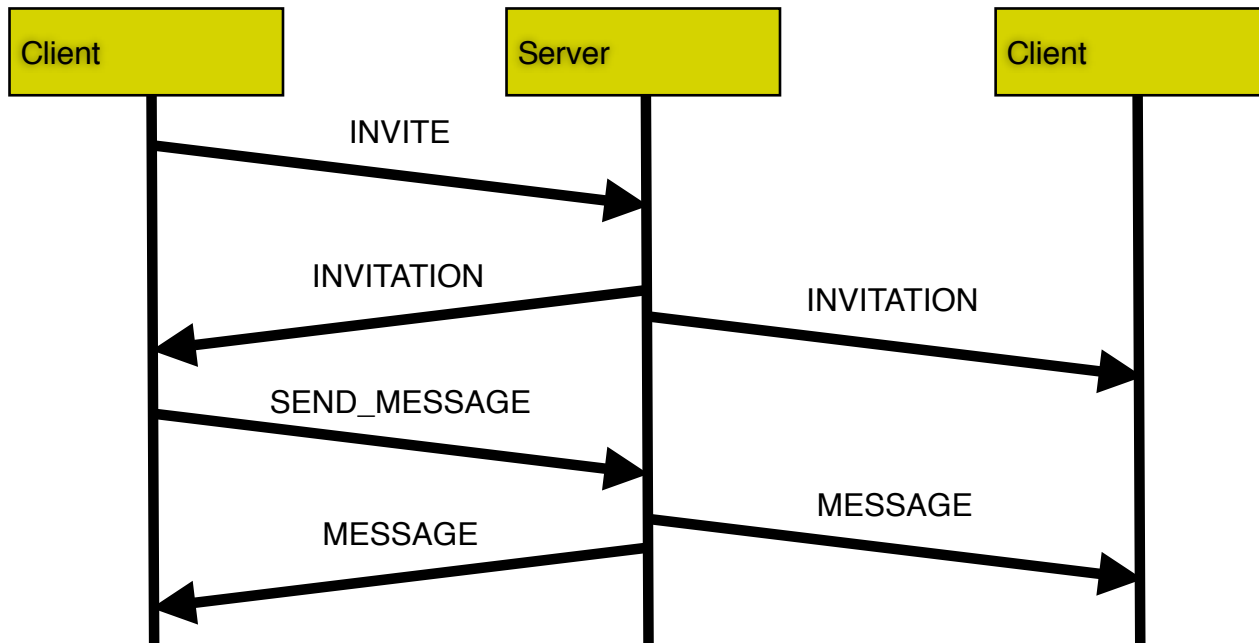 Client
Server
Client
INVITE
INVITATION
INVITATION
SEND_MESSAGE
MESSAGE
MESSAGE